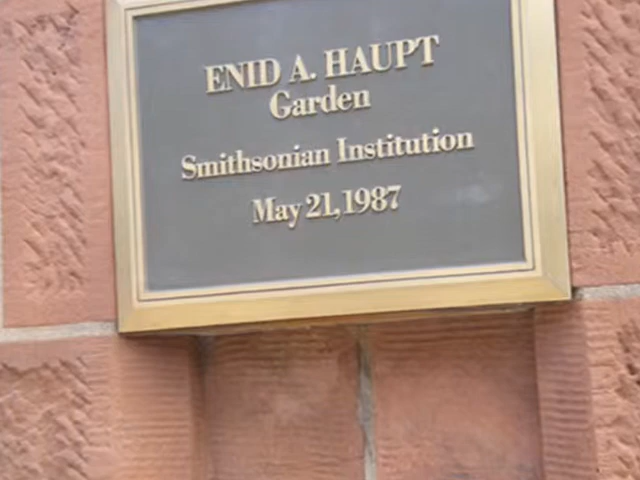 ENID A. HAUPT
Garden
Smithsonian Institution
May 21, 1987